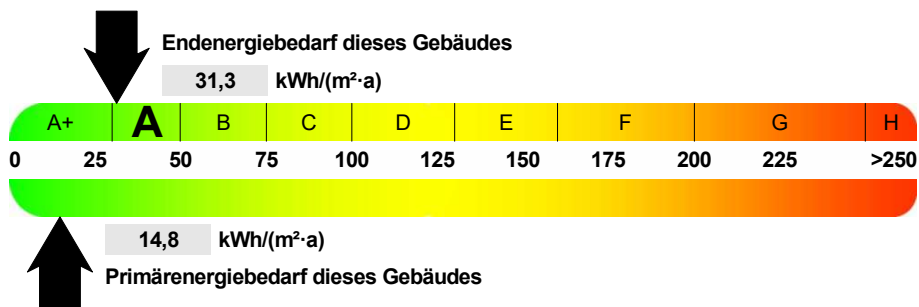 Endenergiebedarf dieses Gebäudes
31,3 kWh/(m²·a)
A+ A B C D E F G H
0 25 50 75 100 125 150 175 200 225 >250
14,8 kWh/(m²·a)
Primärenergiebedarf dieses Gebäudes